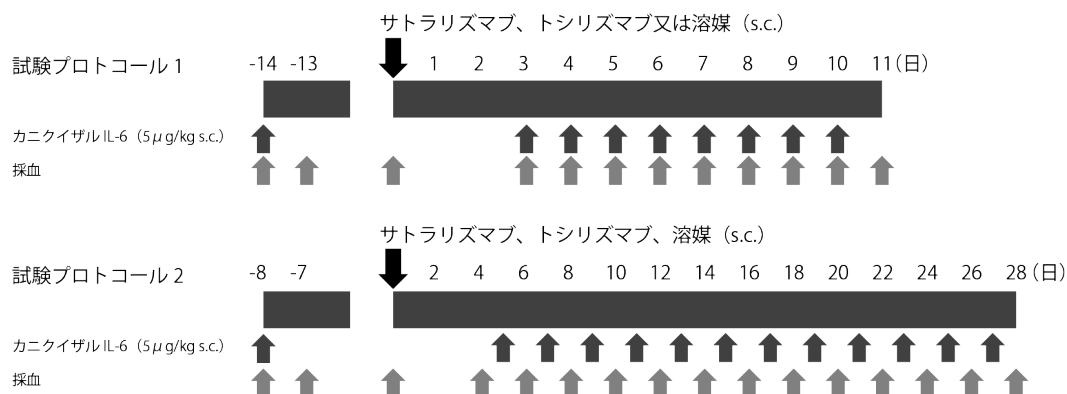 サトラリズマブ、トシリズマブ又は溶媒（s.c.）
試験プロトコール 1 -14 -13 1 2 3 4 5 6 7 8 9 10 11（日）
カニクイザル IL-6（5μg/kg s.c.）
採血
サトラリズマブ、トシリズマブ、溶媒（s.c.）
試験プロトコール 2 -8 -7 2 4 6 8 10 12 14 16 18 20 22 24 26 28（日）
カニクイザル IL-6（5μg/kg s.c.）
採血